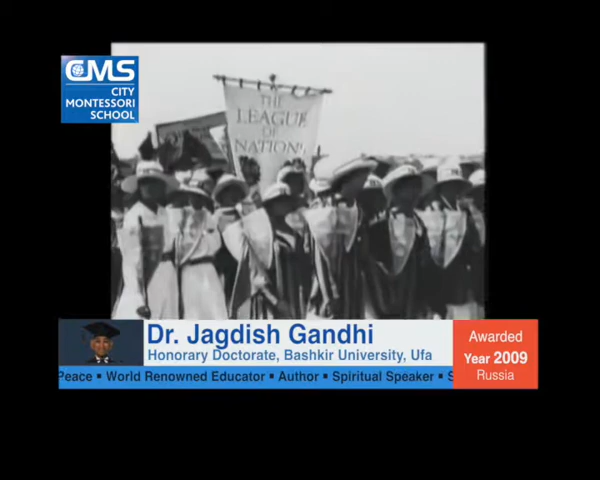 CMS
CITY
MONTESSORI
SCHOOL
THE
LEAGUE
OF
NATIONS
Dr. Jagdish Gandhi
Honorary Doctorate, Bashkir University, Ufa
Peace ▪ World Renowned Educator ▪ Author ▪ Spiritual Speaker ▪ S
Awarded
Year 2009
Russia